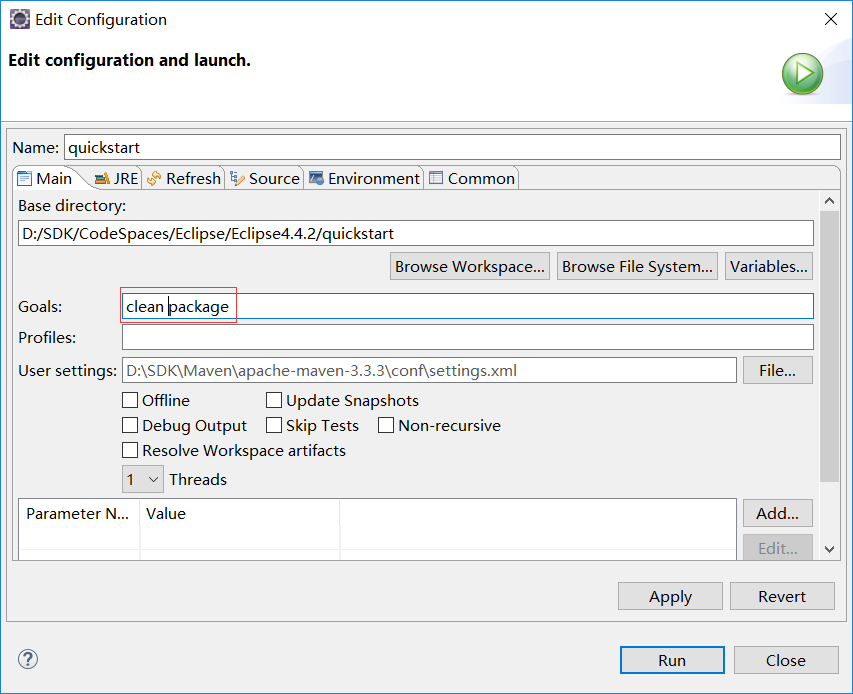 Edit Configuration
Edit configuration and launch.
Name: quickstart
Main JRE Refresh Source Environment Common
Base directory:
D:/SDK/CodeSpaces/Eclipse/Eclipse4.4.2/quickstart
Browse Workspace... Browse File System... Variables...
Goals: clean package
Profiles:
User settings: D:\SDK\Maven\apache-maven-3.3.3\conf\settings.xml File...
Offline Update Snapshots
Debug Output Skip Tests Non-recursive
Resolve Workspace artifacts
1 Threads
Parameter N... Value Add...
Edit...
Apply Revert
? Run Close